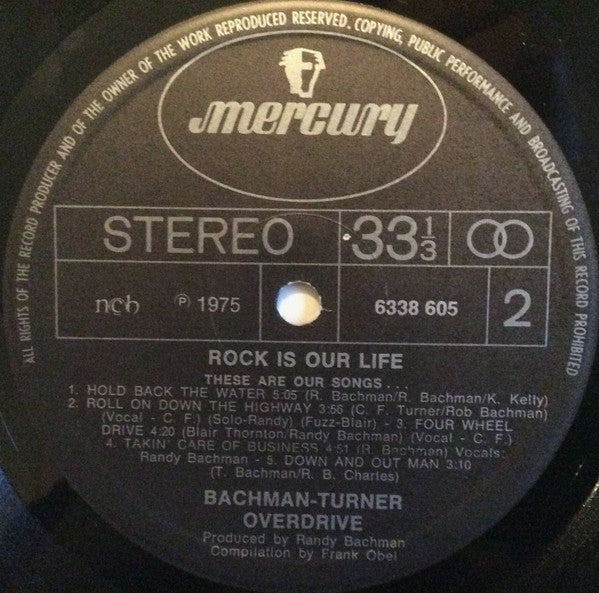 ALL RIGHTS OF THE RECORD PRODUCER AND OF THE OWNER OF THE WORK REPRODUCED RESERVED. COPYING, PUBLIC PERFORMANCE AND BROADCASTING OF THIS RECORD PROHIBITED
mercury
STEREO 33 1/3
ncb ℗ 1975 6338 605 2
ROCK IS OUR LIFE
THESE ARE OUR SONGS . . .
1. HOLD BACK THE WATER 5:05 (R. Bachman/R. Bachman/K. Kelly)
2. ROLL ON DOWN THE HIGHWAY 3:56 (C. F. Turner/Rob Bachman)
(Vocal - C. F.) (Solo-Randy) (Fuzz-Blair) - 3. FOUR WHEEL
DRIVE 4:20 (Blair Thornton/Randy Bachman) (Vocal - C. F.)
4. TAKIN' CARE OF BUSINESS 4:51 (R. Bachman) Vocals:
Randy Bachman - 5. DOWN AND OUT MAN 3:10
(T. Bachman/R. B. Charles)
BACHMAN-TURNER
OVERDRIVE
Produced by Randy Bachman
Compilation by Frank Obel